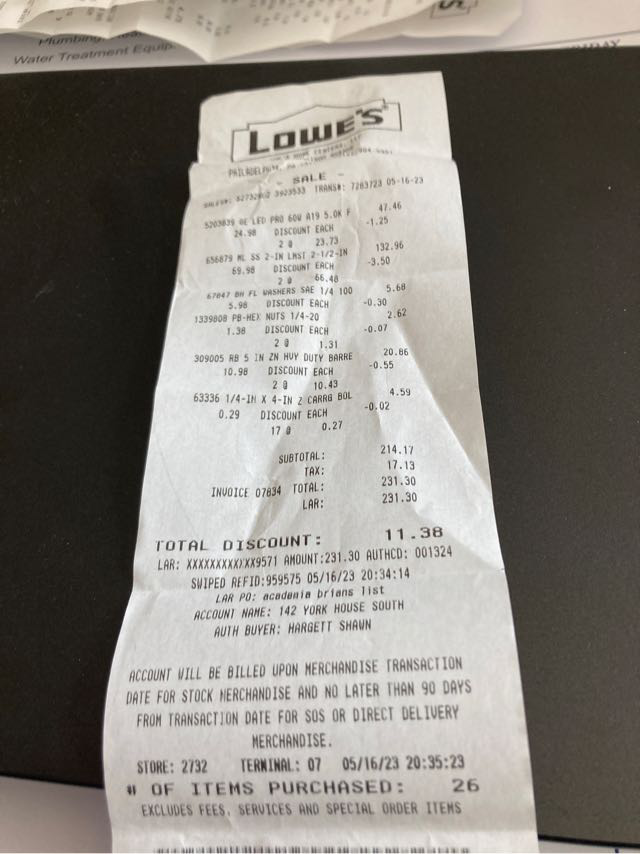 Plumbing
Water Treatment Equip.
LOWE'S
LOWE'S HOME CENTERS, LLC
SALE -
SALES#: TRANS#: 7283723 05-16-23
5203839 GE LED PRO 60W A19 5.0K F 47.46
24.98 DISCOUNT EACH -1.25
2 @ 23.73
656879 ML SS 2-IN LMST 2-1/2-IN 132.96
69.98 DISCOUNT EACH -3.50
2 @ 66.48
67847 BH FL WASHERS SAE 1/4 100 5.68
5.98 DISCOUNT EACH -0.30
1339808 PB-HEX NUTS 1/4-20 2.62
1.38 DISCOUNT EACH -0.07
2 @ 1.31
309005 RB 5 IN ZN HVY DUTY BARRE 20.86
10.98 DISCOUNT EACH -0.55
2 @ 10.43
63336 1/4-IN X 4-IN Z CARRG BOL 4.59
0.29 DISCOUNT EACH -0.02
17 @ 0.27
SUBTOTAL: 214.17
TAX: 17.13
INVOICE 07834 TOTAL: 231.30
LAR: 231.30
TOTAL DISCOUNT: 11.38
LAR: XXXXXXXXXXXX9571 AMOUNT:231.30 AUTHCD: 001324
SWIPED REFID:959575 05/16/23 20:34:14
LAR PO: acadania brians list
ACCOUNT NAME: 142 YORK HOUSE SOUTH
AUTH BUYER: HARGETT SHAWN
ACCOUNT WILL BE BILLED UPON MERCHANDISE TRANSACTION
DATE FOR STOCK MERCHANDISE AND NO LATER THAN 90 DAYS
FROM TRANSACTION DATE FOR SOS OR DIRECT DELIVERY
MERCHANDISE.
STORE: 2732 TERMINAL: 07 05/16/23 20:35:23
# OF ITEMS PURCHASED: 26
EXCLUDES FEES, SERVICES AND SPECIAL ORDER ITEMS